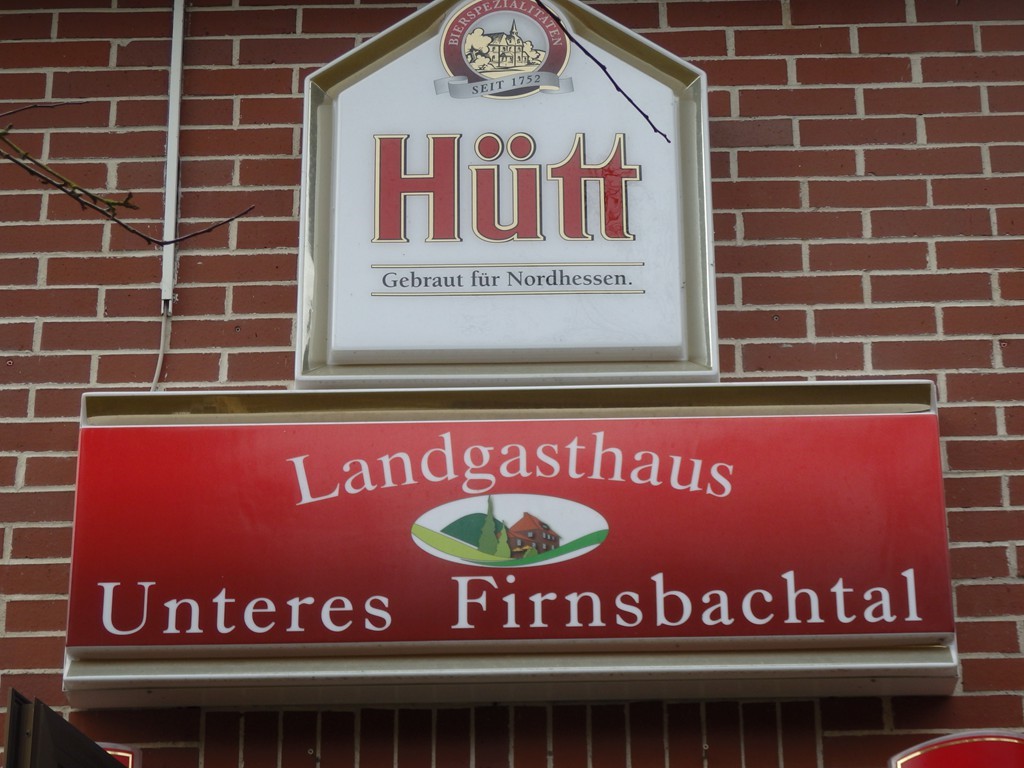 BIERSPEZIALITÄTEN
SEIT 1752
Hütt
Gebraut für Nordhessen.
Landgasthaus
Unteres Firnsbachtal